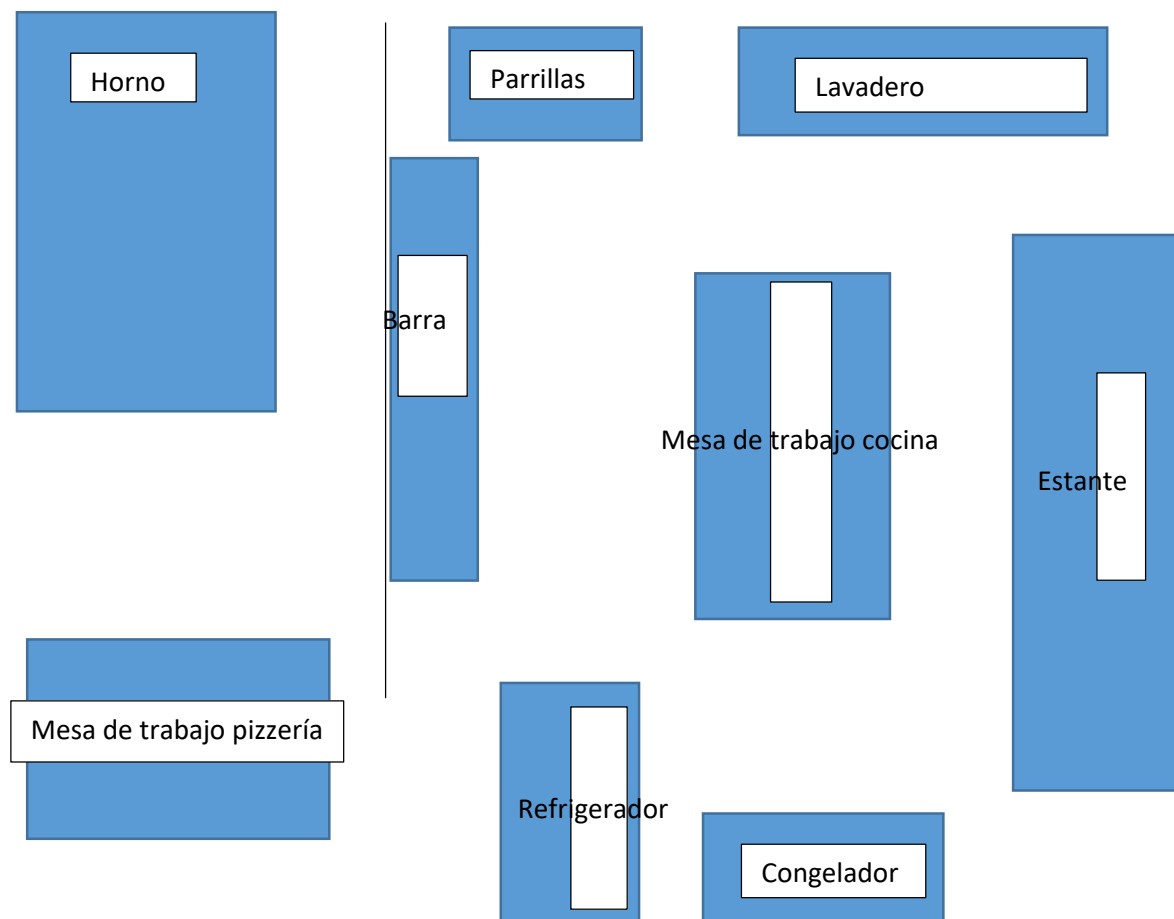 Horno
Parrillas
Lavadero
Barra
Mesa de trabajo cocina
Estante
Mesa de trabajo pizzería
Refrigerador
Congelador